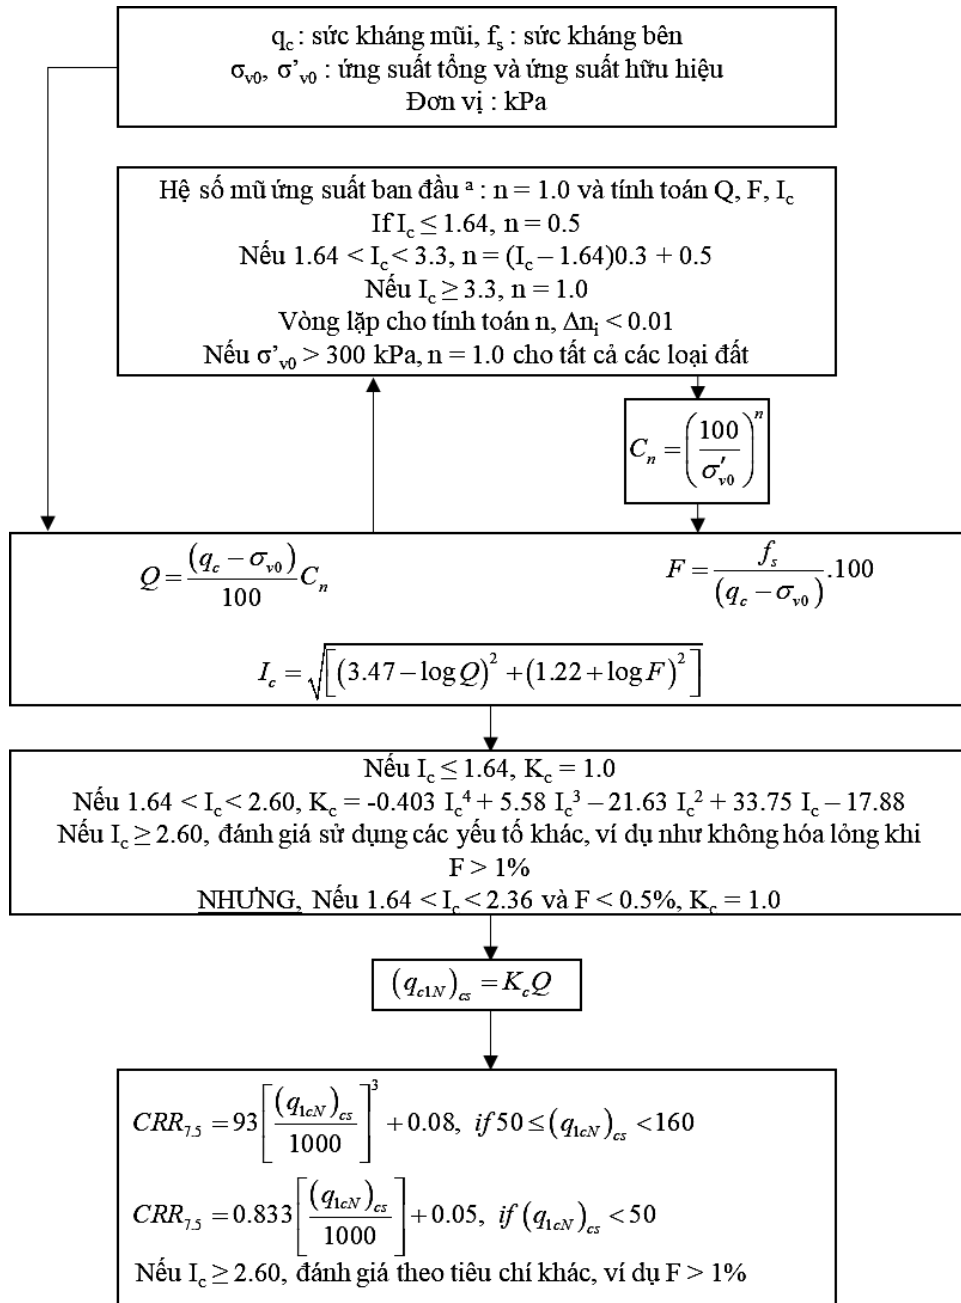 q_c : sức kháng mũi, f_s : sức kháng bên
σ_v0, σ’_v0 : ứng suất tổng và ứng suất hữu hiệu
Đơn vị : kPa
Hệ số mũ ứng suất ban đầu ᵃ : n = 1.0 và tính toán Q, F, I_c
If I_c ≤ 1.64, n = 0.5
Nếu 1.64 < I_c < 3.3, n = (I_c – 1.64)0.3 + 0.5
Nếu I_c ≥ 3.3, n = 1.0
Vòng lặp cho tính toán n, Δn_i < 0.01
Nếu σ’_v0 > 300 kPa, n = 1.0 cho tất cả các loại đất
C_n = (100 / σ′_v0)^n
Q = (q_c − σ_v0) / 100 C_n
F = f_s / (q_c − σ_v0) .100
I_c = √[(3.47 − log Q)^2 + (1.22 + log F)^2]
Nếu I_c ≤ 1.64, K_c = 1.0
Nếu 1.64 < I_c < 2.60, K_c = -0.403 I_c^4 + 5.58 I_c^3 – 21.63 I_c^2 + 33.75 I_c – 17.88
Nếu I_c ≥ 2.60, đánh giá sử dụng các yếu tố khác, ví dụ như không hóa lỏng khi
F > 1%
NHƯNG, Nếu 1.64 < I_c < 2.36 và F < 0.5%, K_c = 1.0
(q_c1N)_cs = K_c Q
CRR_7.5 = 93[(q_1cN)_cs / 1000]^3 + 0.08, if 50 ≤ (q_1cN)_cs < 160
CRR_7.5 = 0.833[(q_1cN)_cs / 1000] + 0.05, if (q_1cN)_cs < 50
Nếu I_c ≥ 2.60, đánh giá theo tiêu chí khác, ví dụ F > 1%